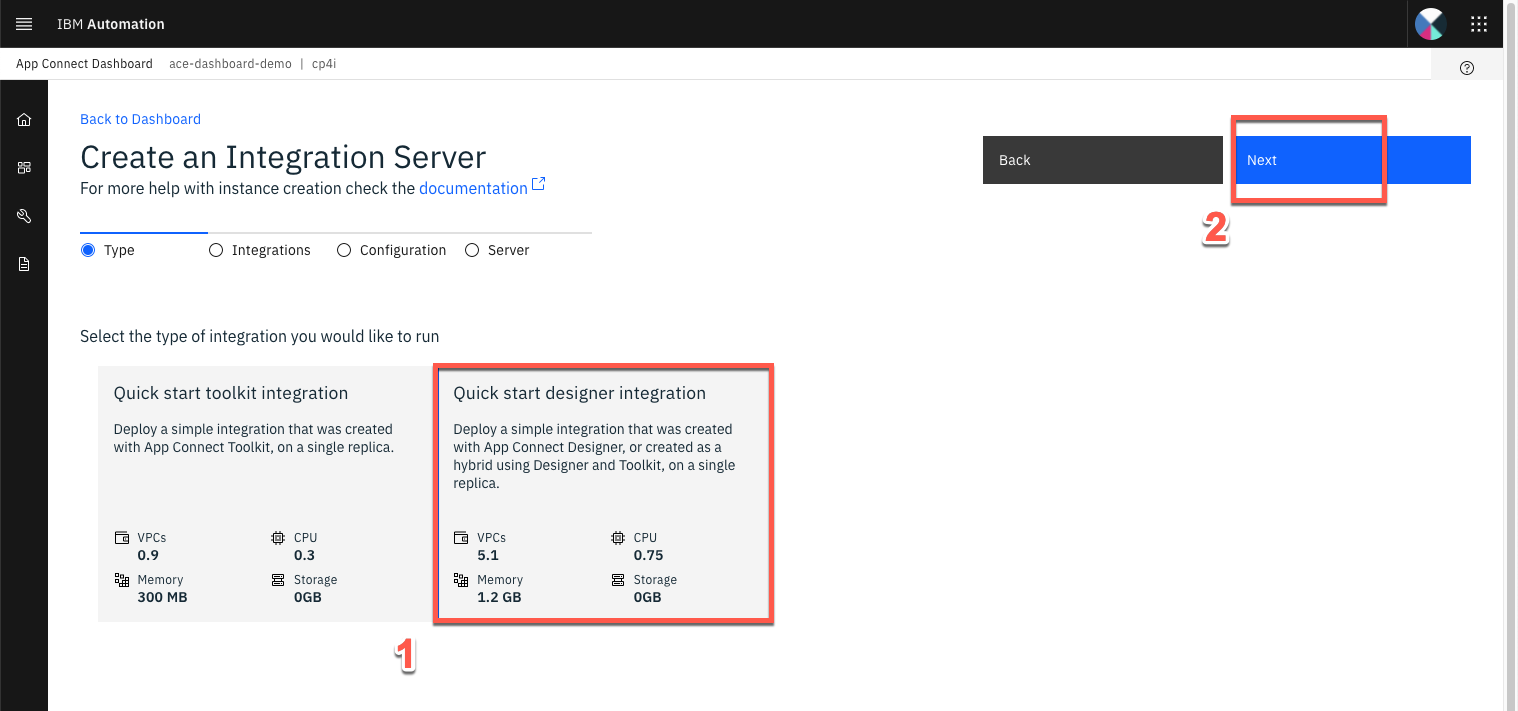 IBM Automation
App Connect Dashboard ace-dashboard-demo | cp4i
Back to Dashboard
Create an Integration Server
For more help with instance creation check the documentation
Back
Next
2
Type
Integrations
Configuration
Server
Select the type of integration you would like to run
Quick start toolkit integration
Deploy a simple integration that was created
with App Connect Toolkit, on a single replica.
VPCs
0.9
CPU
0.3
Memory
300 MB
Storage
0GB
Quick start designer integration
Deploy a simple integration that was created
with App Connect Designer, or created as a
hybrid using Designer and Toolkit, on a single
replica.
VPCs
5.1
CPU
0.75
Memory
1.2 GB
Storage
0GB
1